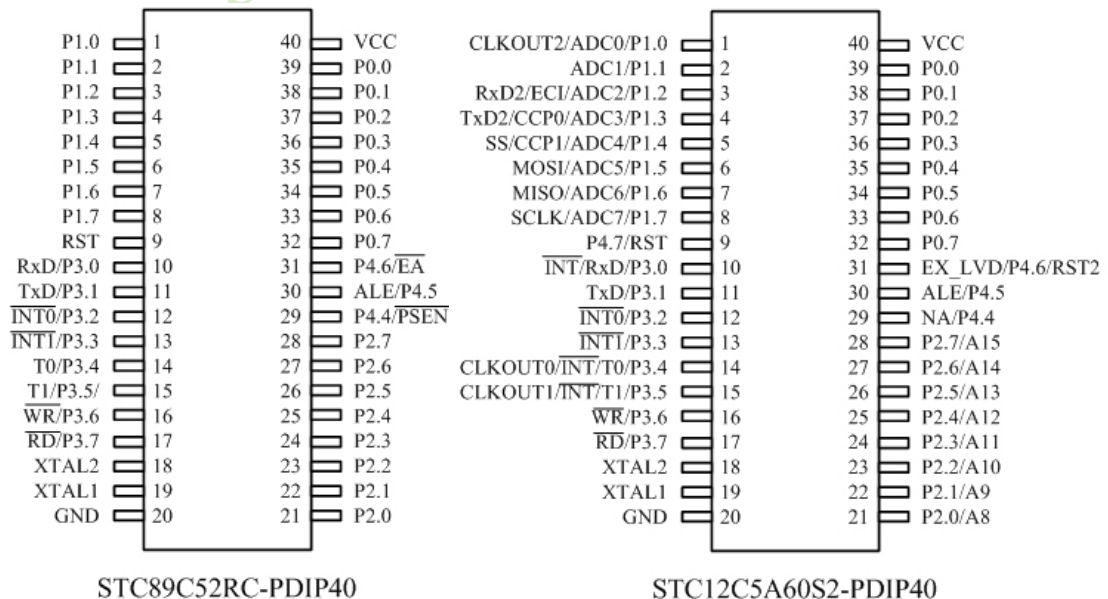 P1.0 1 40 VCC
P1.1 2 39 P0.0
P1.2 3 38 P0.1
P1.3 4 37 P0.2
P1.4 5 36 P0.3
P1.5 6 35 P0.4
P1.6 7 34 P0.5
P1.7 8 33 P0.6
RST 9 32 P0.7
RxD/P3.0 10 31 P4.6/EA
TxD/P3.1 11 30 ALE/P4.5
INT0/P3.2 12 29 P4.4/PSEN
INT1/P3.3 13 28 P2.7
T0/P3.4 14 27 P2.6
T1/P3.5/ 15 26 P2.5
WR/P3.6 16 25 P2.4
RD/P3.7 17 24 P2.3
XTAL2 18 23 P2.2
XTAL1 19 22 P2.1
GND 20 21 P2.0
STC89C52RC-PDIP40
CLKOUT2/ADC0/P1.0 1 40 VCC
ADC1/P1.1 2 39 P0.0
RxD2/ECI/ADC2/P1.2 3 38 P0.1
TxD2/CCP0/ADC3/P1.3 4 37 P0.2
SS/CCP1/ADC4/P1.4 5 36 P0.3
MOSI/ADC5/P1.5 6 35 P0.4
MISO/ADC6/P1.6 7 34 P0.5
SCLK/ADC7/P1.7 8 33 P0.6
P4.7/RST 9 32 P0.7
INT/RxD/P3.0 10 31 EX_LVD/P4.6/RST2
TxD/P3.1 11 30 ALE/P4.5
INT0/P3.2 12 29 NA/P4.4
INT1/P3.3 13 28 P2.7/A15
CLKOUT0/INT/T0/P3.4 14 27 P2.6/A14
CLKOUT1/INT/T1/P3.5 15 26 P2.5/A13
WR/P3.6 16 25 P2.4/A12
RD/P3.7 17 24 P2.3/A11
XTAL2 18 23 P2.2/A10
XTAL1 19 22 P2.1/A9
GND 20 21 P2.0/A8
STC12C5A60S2-PDIP40